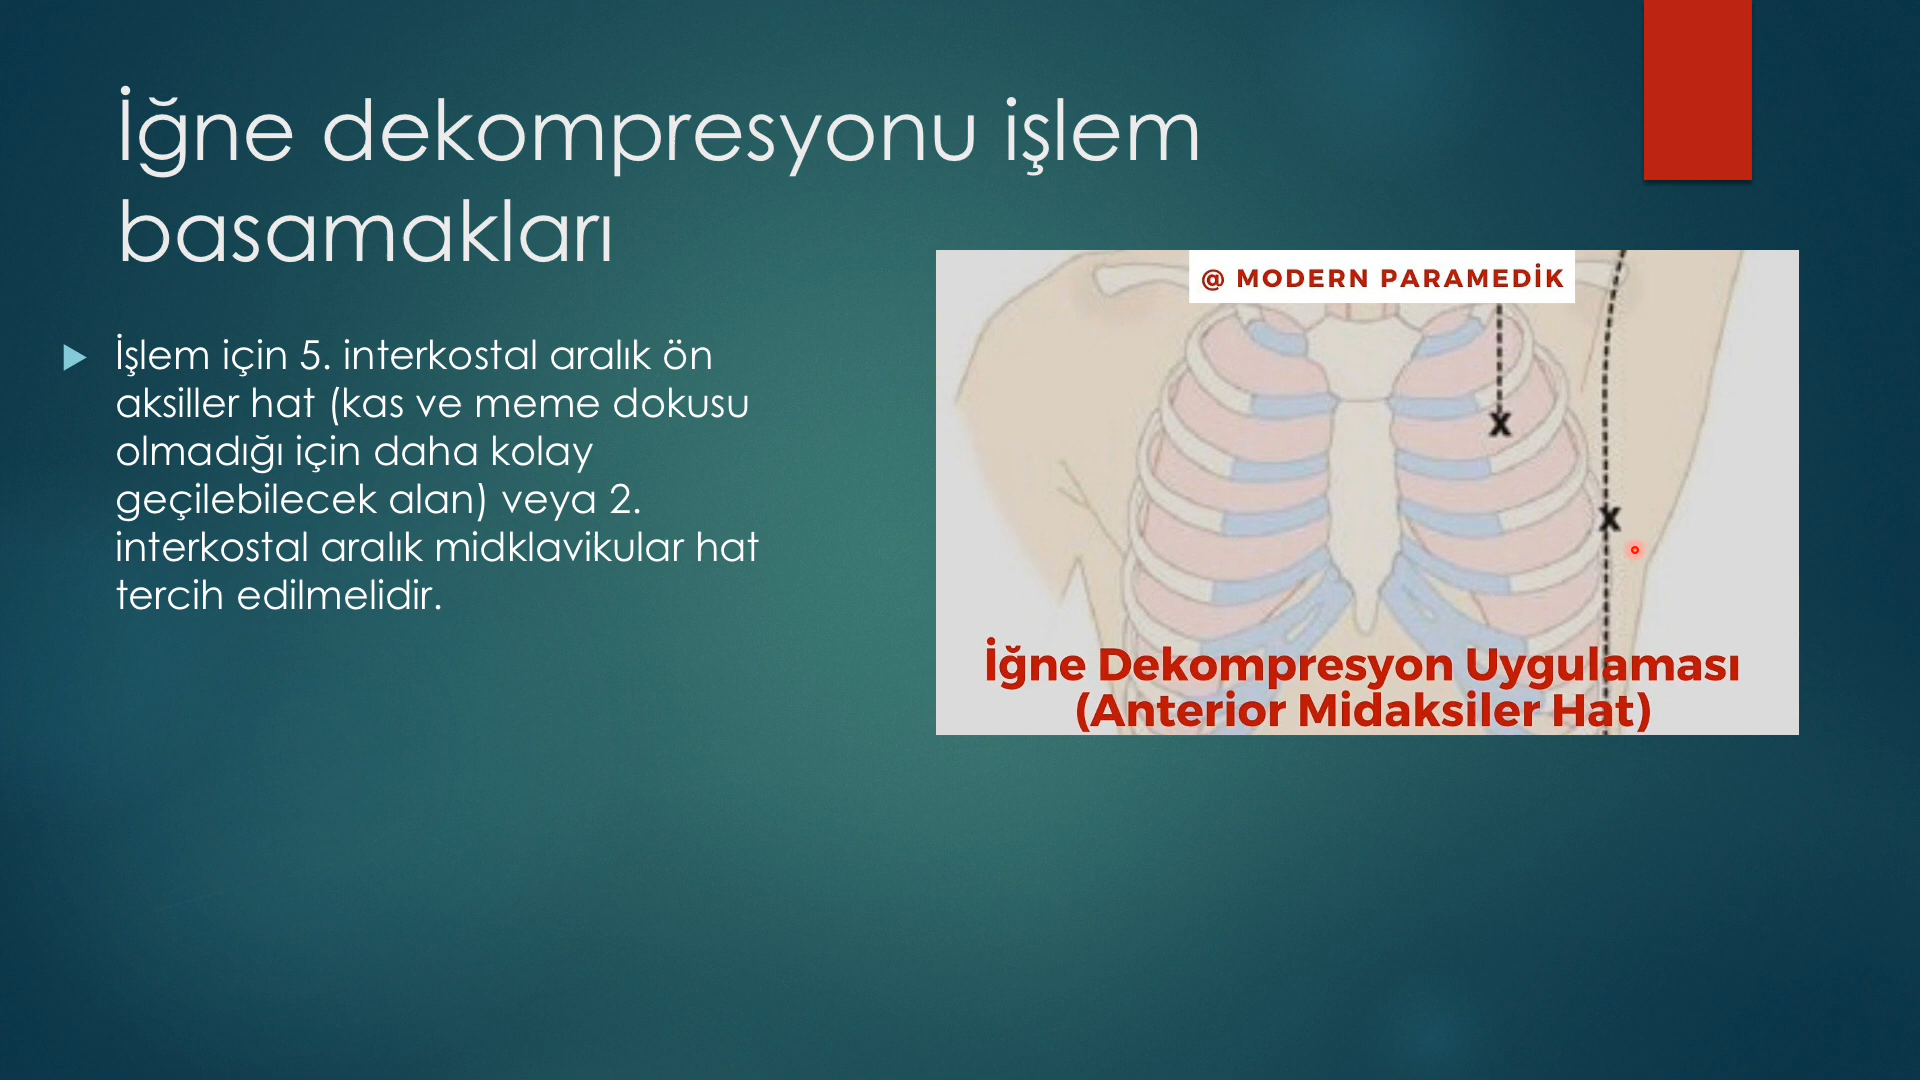 İğne dekompresyonu işlem
basamakları
İşlem için 5. interkostal aralık ön
aksiller hat (kas ve meme dokusu
olmadığı için daha kolay
geçilebilecek alan) veya 2.
interkostal aralık midklavikular hat
tercih edilmelidir.
@ MODERN PARAMEDİK
X
X
İğne Dekompresyon Uygulaması
(Anterior Midaksiler Hat)